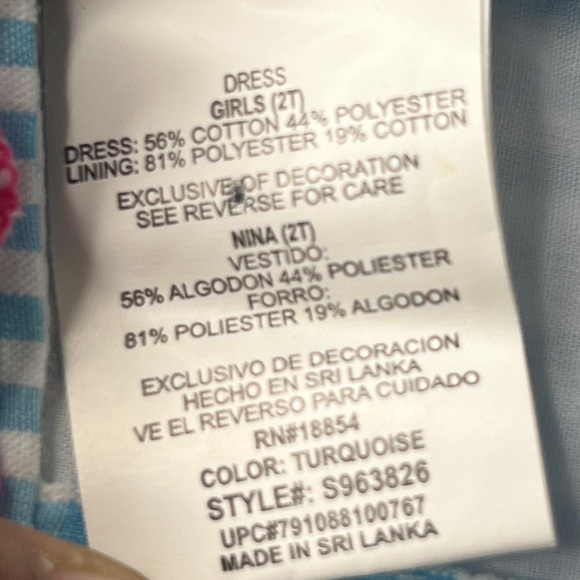 DRESS
GIRLS (2T)
DRESS: 56% COTTON 44% POLYESTER
LINING: 81% POLYESTER 19% COTTON
EXCLUSIVE OF DECORATION
SEE REVERSE FOR CARE
NINA (2T)
VESTIDO:
56% ALGODON 44% POLIESTER
FORRO:
81% POLIESTER 19% ALGODON
EXCLUSIVO DE DECORACION
HECHO EN SRI LANKA
VE EL REVERSO PARA CUIDADO
RN#18854
COLOR: TURQUOISE
STYLE#: S963826
UPC#791088100767
MADE IN SRI LANKA